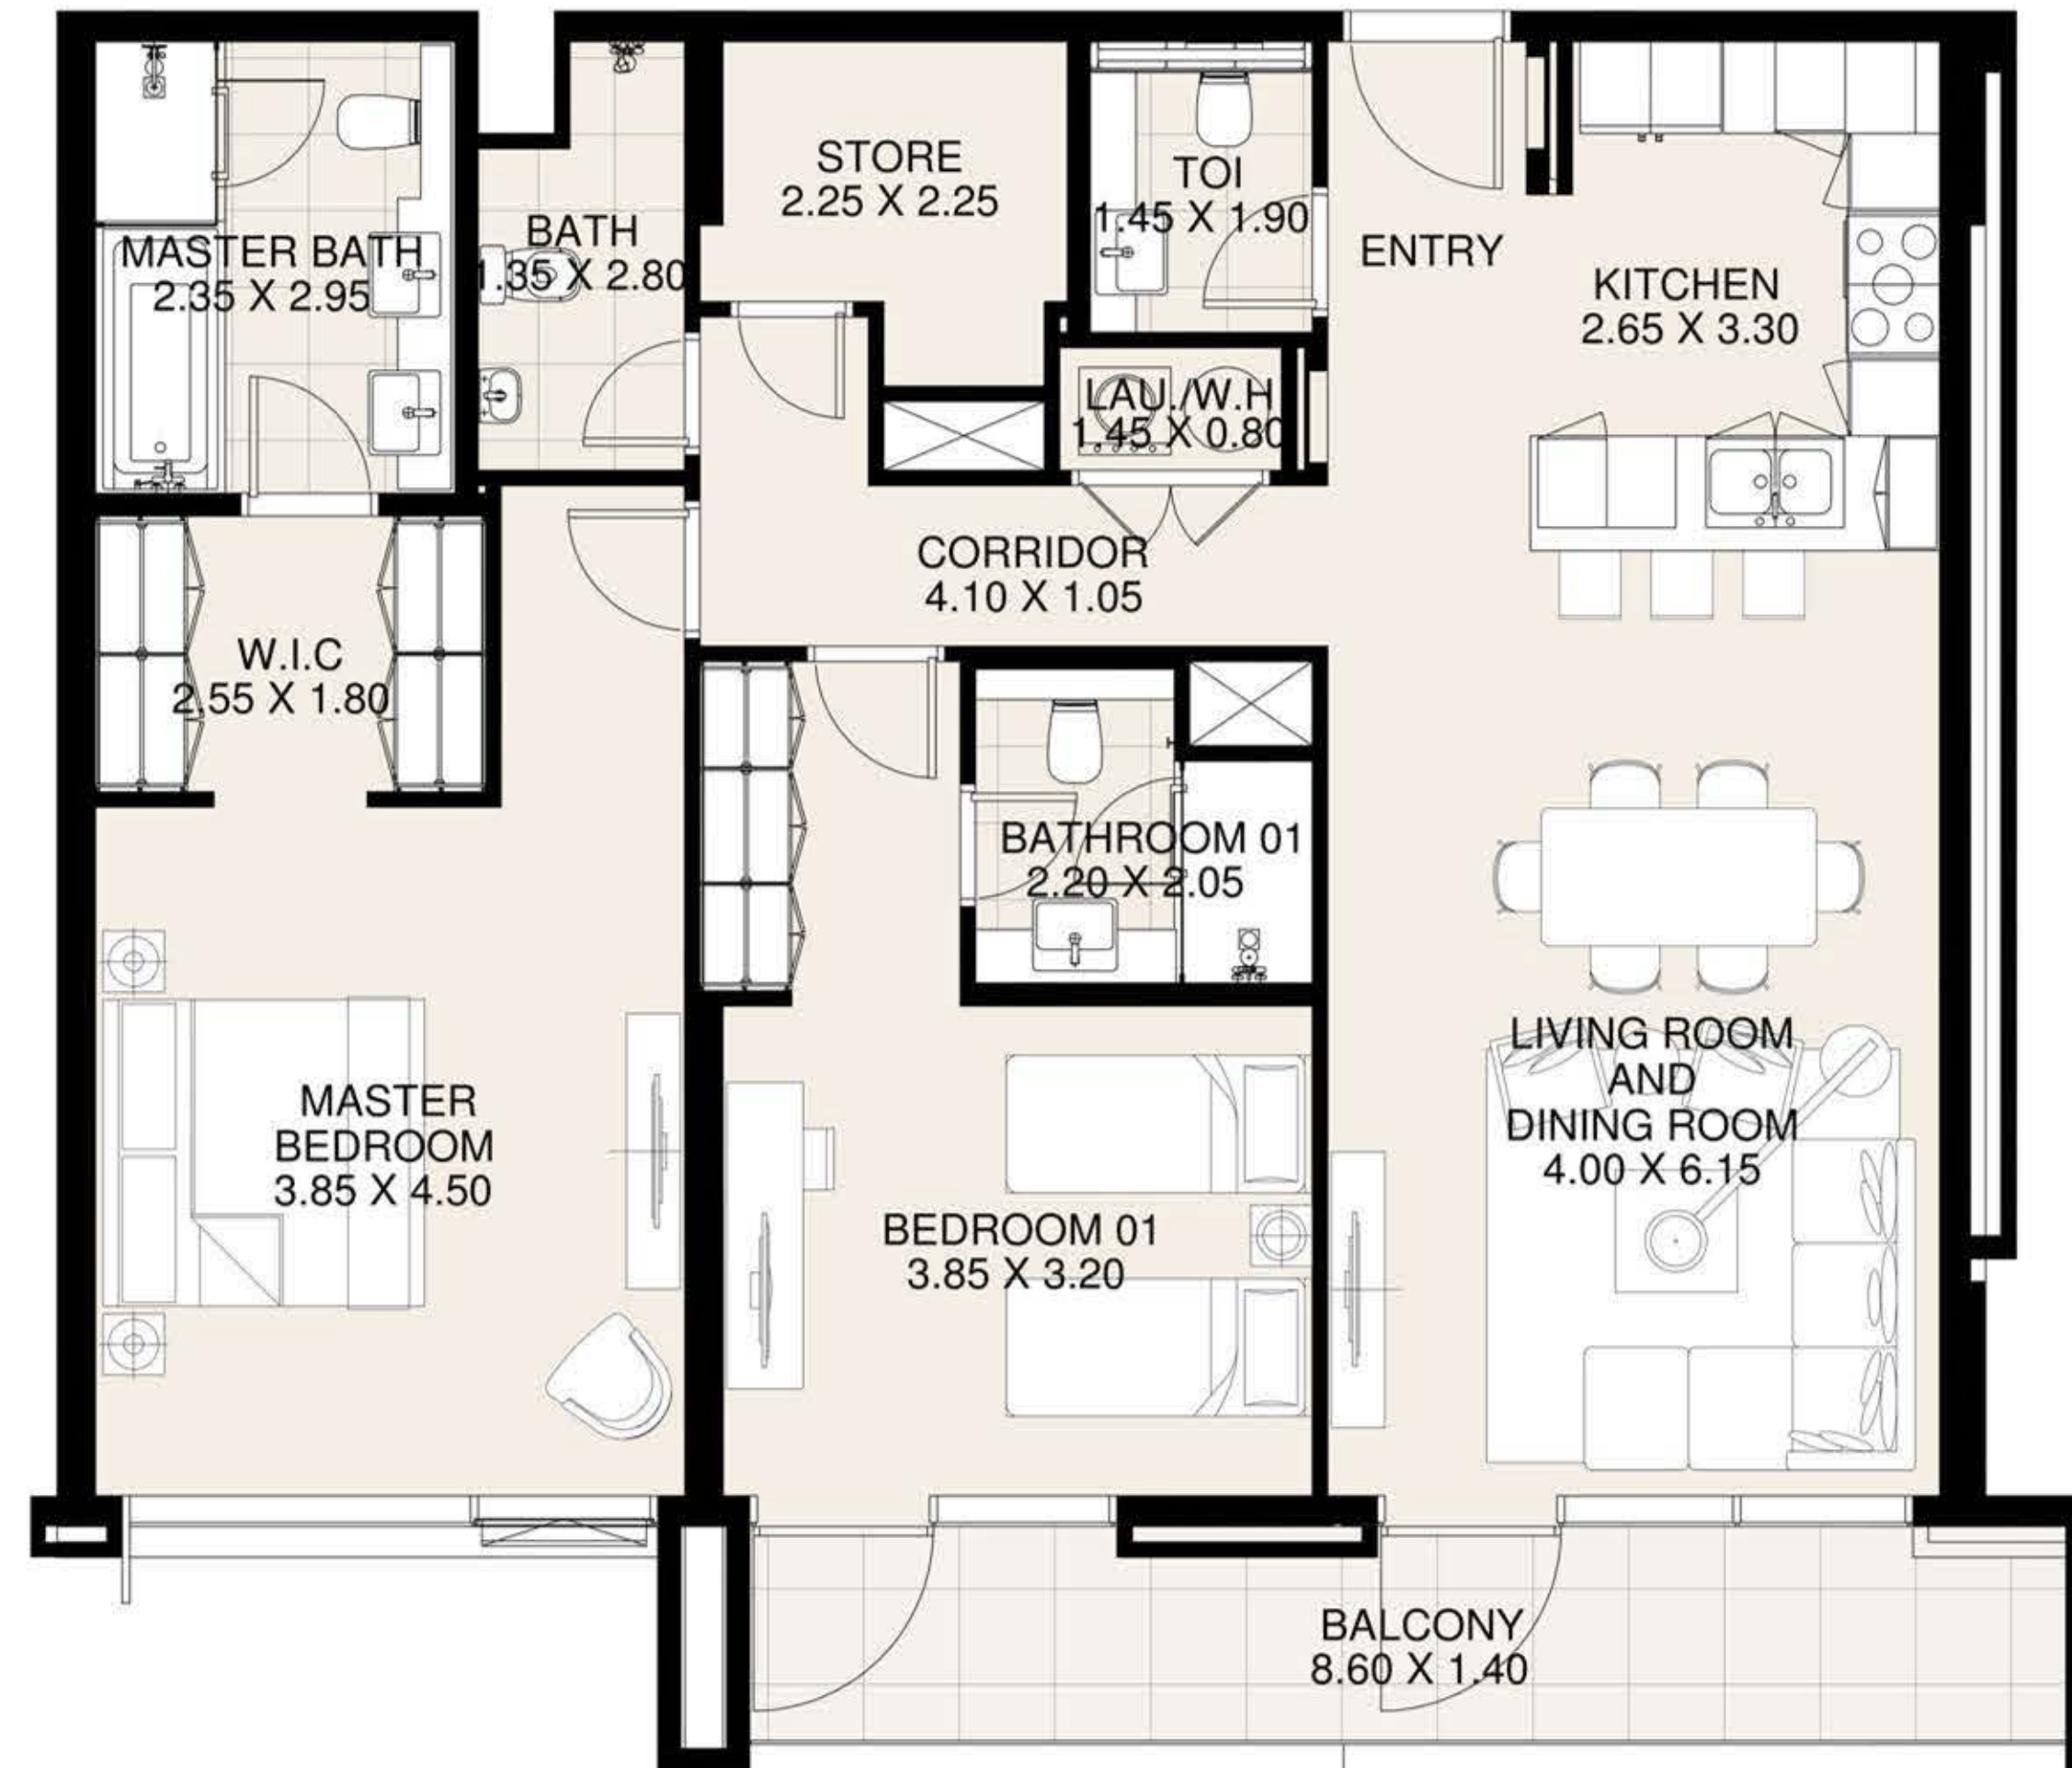 STORE
2.25 X 2.25
TOI
1.45 X 1.90
MASTER BATH
2.35 X 2.95
BATH
1.35 X 2.80
ENTRY
KITCHEN
2.65 X 3.30
LAU./W.H
1.45 X 0.80
CORRIDOR
4.10 X 1.05
W.I.C
2.55 X 1.80
BATHROOM 01
2.20 X 2.05
LIVING ROOM
AND
DINING ROOM
4.00 X 6.15
MASTER
BEDROOM
3.85 X 4.50
BEDROOM 01
3.85 X 3.20
BALCONY
8.60 X 1.40